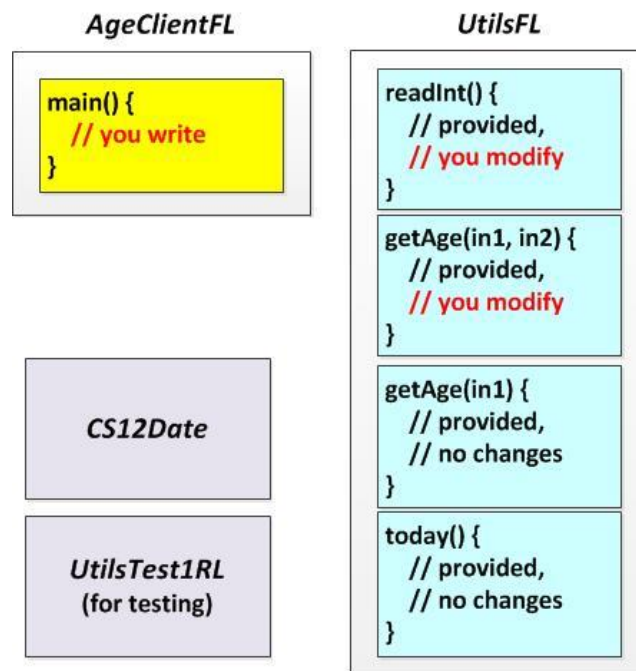 AgeClientFL
main() {
// you write
}
CS12Date
UtilsTest1RL
(for testing)
UtilsFL
readInt() {
// provided,
// you modify
}
getAge(in1, in2) {
// provided,
// you modify
}
getAge(in1) {
// provided,
// no changes
}
today() {
// provided,
// no changes
}